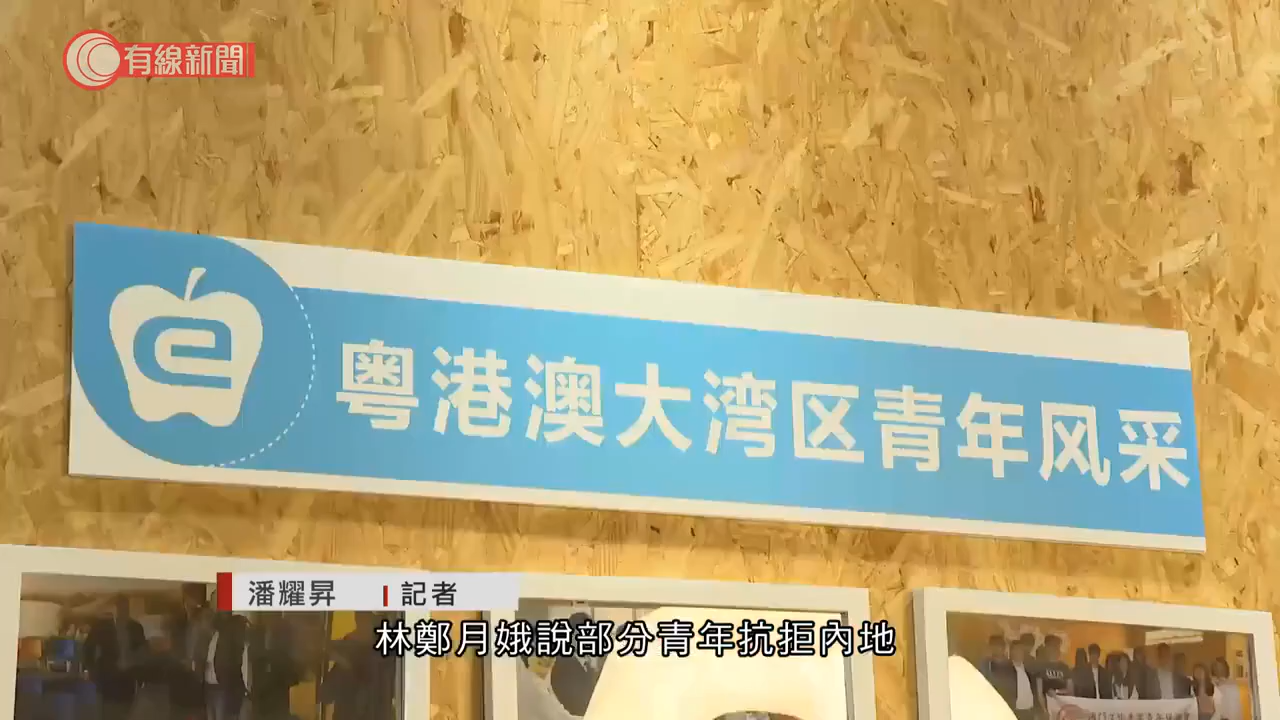 有線新聞
e
粤港澳大湾区青年风采
潘耀昇 記者
林鄭月娥說部分青年抗拒內地